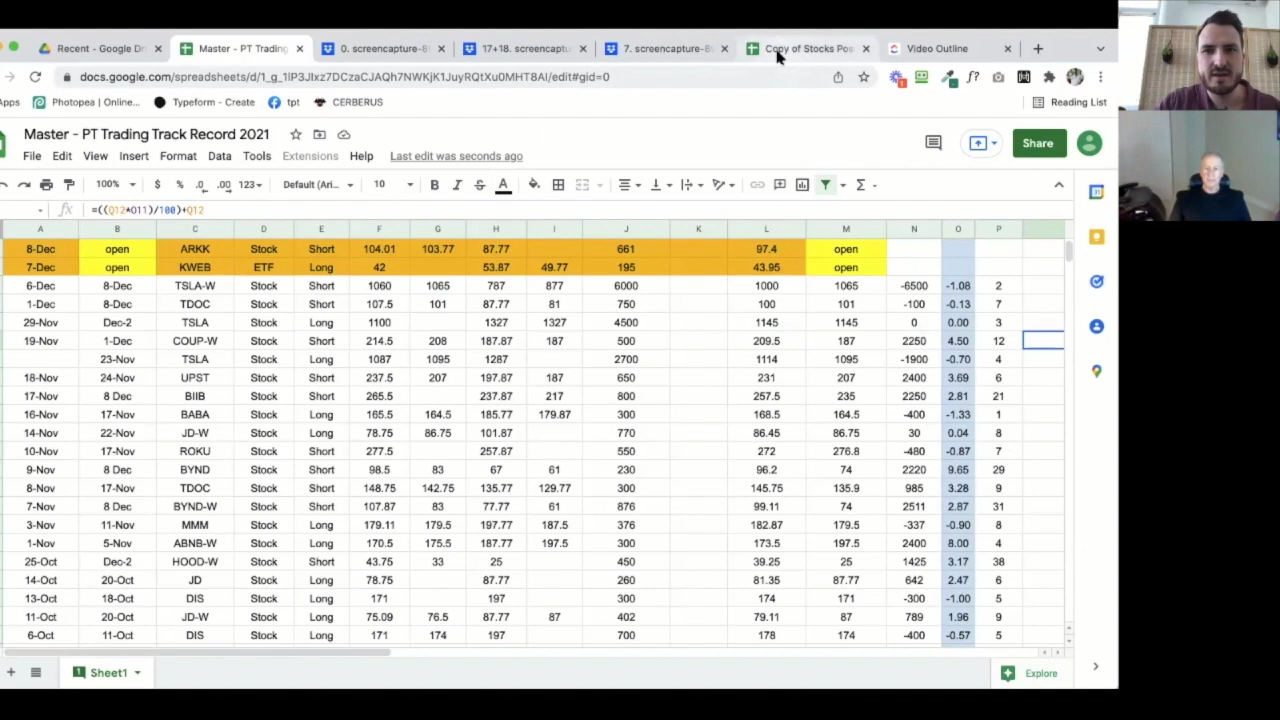 Recent - Google Dr
Master - PT Trading
0. screencapture-8
17+18. screencaptu
7. screencapture-8
Copy of Stocks Pos
Video Outline
docs.google.com/spreadsheets/d/1_g_1IP3JIxz7DCzaCJAQh7NWKjK1JuyRQtXu0MHT8AI/edit#gid=0
Apps Photopea | Online... Typeform - Create tpt CERBERUS Reading List
Master - PT Trading Track Record 2021
Share
File Edit View Insert Format Data Tools Extensions Help Last edit was seconds ago
100% $ % .0 .00 123 Default (Ari... 10 B I S A Σ
fx =((Q12*O11)/100)+Q12
A B C D E F G H I J K L M N O P
8-Dec open ARKK Stock Short 104.01 103.77 87.77 661 97.4 open
7-Dec open KWEB ETF Long 42 53.87 49.77 195 43.95 open
6-Dec 8-Dec TSLA-W Stock Short 1060 1065 787 877 6000 1000 1065 -6500 -1.08 2
1-Dec 8-Dec TDOC Stock Short 107.5 101 87.77 81 750 100 101 -100 -0.13 7
29-Nov Dec-2 TSLA Stock Long 1100 1327 1327 4500 1145 1145 0 0.00 3
19-Nov 1-Dec COUP-W Stock Short 214.5 208 187.87 187 500 209.5 187 2250 4.50 12
23-Nov TSLA Stock Long 1087 1095 1287 2700 1114 1095 -1900 -0.70 4
18-Nov 24-Nov UPST Stock Short 237.5 207 197.87 187 650 231 207 2400 3.69 6
17-Nov 8 Dec BIIB Stock Short 265.5 237.87 217 800 257.5 235 2250 2.81 21
16-Nov 17-Nov BABA Stock Long 165.5 164.5 185.77 179.87 300 168.5 164.5 -400 -1.33 1
14-Nov 22-Nov JD-W Stock Long 78.75 86.75 101.87 770 86.45 86.75 30 0.04 8
10-Nov 17-Nov ROKU Stock Short 277.5 257.87 550 272 276.8 -480 -0.87 7
9-Nov 8 Dec BYND Stock Short 98.5 83 67 61 230 96.2 74 2220 9.65 29
8-Nov 17-Nov TDOC Stock Short 148.75 142.75 135.77 129.77 300 145.75 135.9 985 3.28 9
7-Nov 8 Dec BYND-W Stock Short 107.87 83 77.77 61 876 99.11 74 2511 2.87 31
3-Nov 11-Nov MMM Stock Long 179.11 179.5 197.77 187.5 376 182.87 179.5 -337 -0.90 8
1-Nov 5-Nov ABNB-W Stock Long 170.5 175.5 187.77 197.5 300 173.5 197.5 2400 8.00 4
25-Oct Dec-2 HOOD-W Stock Short 43.75 33 25 450 39.25 25 1425 3.17 38
14-Oct 20-Oct JD Stock Long 78.75 87.77 260 81.35 87.77 642 2.47 6
13-Oct 18-Oct DIS Stock Long 171 197 300 174 171 -300 -1.00 5
11-Oct 20-Oct JD-W Stock Long 75.09 76.5 87.77 87 402 79.11 87 789 1.96 9
6-Oct 11-Oct DIS Stock Long 171 174 197 700 178 174 -400 -0.57 5
1 Sheet1 Explore